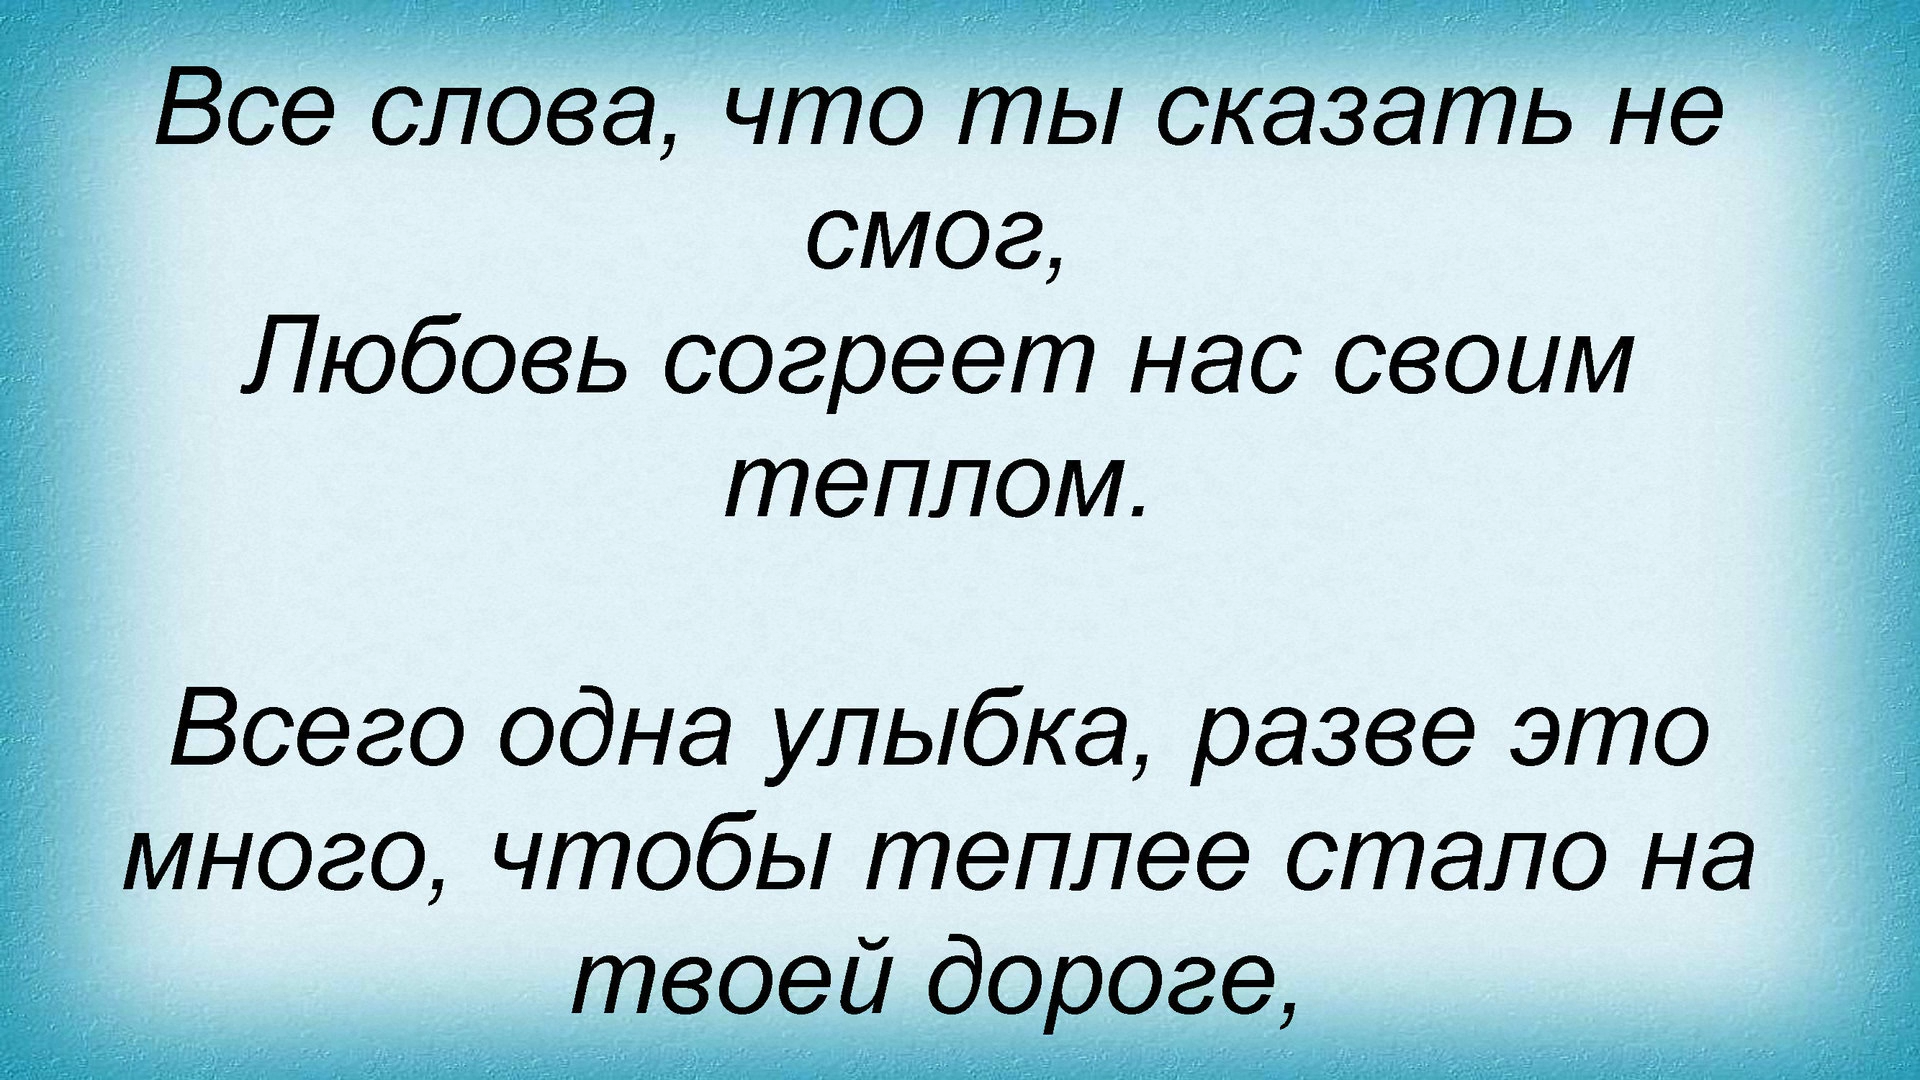 Все слова, что ты сказать не
смог,
Любовь согреет нас своим
теплом.
Всего одна улыбка, разве это
много, чтобы теплее стало на
твоей дороге,